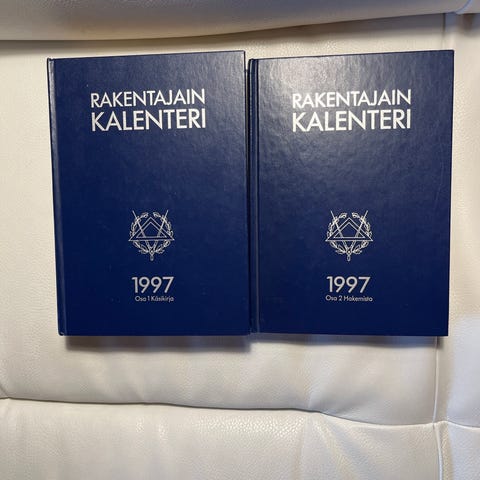 RAKENTAJAIN
KALENTERI
1997
Osa 1 Käsikirja
RAKENTAJAIN
KALENTERI
1997
Osa 2 Hakemisto